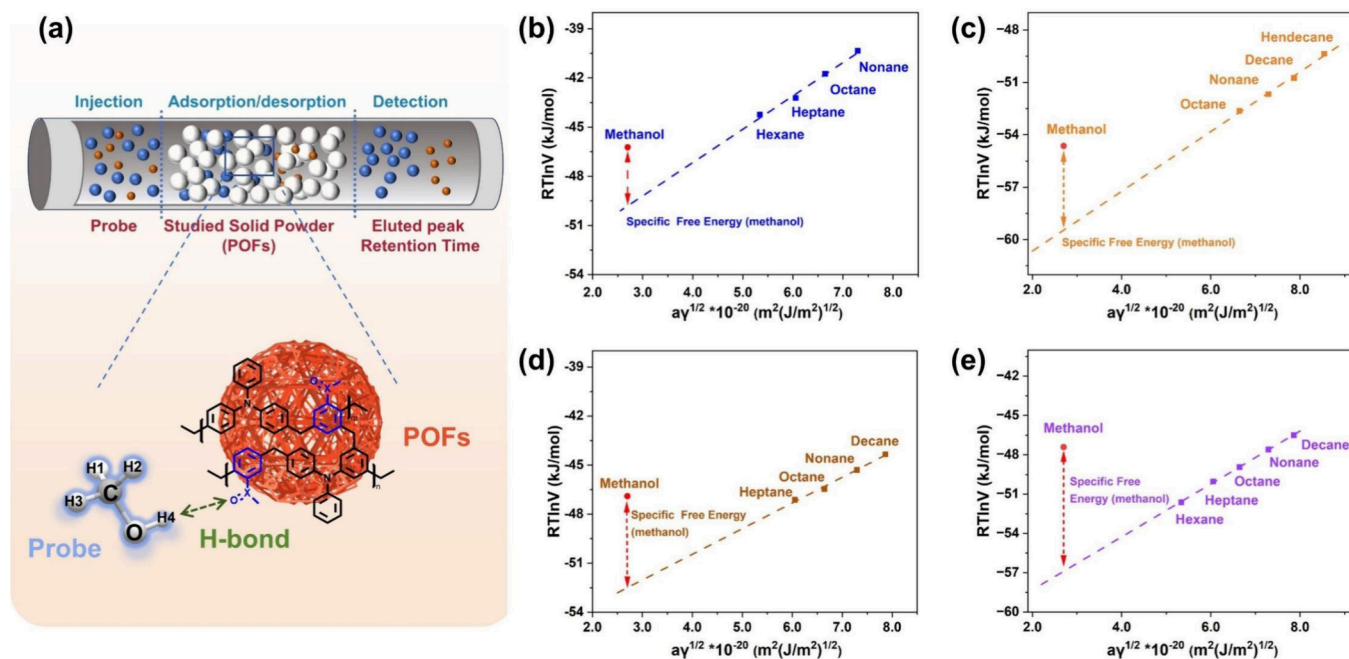 (a)
Injection
Adsorption/desorption
Detection
Probe
Studied Solid Powder
(POFs)
Eluted peak
Retention Time
O
X
N
m
POFs
X
O
N
n
H1
H2
H3
C
H4
O
Probe
H-bond
(b)
RTlnV (kJ/mol)
-39
-42
-45
-48
-51
-54
Nonane
Octane
Heptane
Hexane
Methanol
Specific Free Energy (methanol)
2.0 3.0 4.0 5.0 6.0 7.0 8.0
aγ1/2 *10-20 (m2(J/m2)1/2)
(c)
RTlnV (kJ/mol)
−48
−51
−54
−57
−60
Hendecane
Decane
Nonane
Octane
Methanol
Specific Free Energy (methanol)
2.0 4.0 6.0 8.0
aγ1/2 *10-20 (m2(J/m2)1/2)
(d)
RTlnV (kJ/mol)
-39
-42
-45
-48
-51
-54
Decane
Nonane
Octane
Heptane
Methanol
Specific Free Energy
(methanol)
2.0 3.0 4.0 5.0 6.0 7.0 8.0
aγ1/2 *10-20 (m2(J/m2)1/2)
(e)
RTlnV (kJ/mol)
−42
−45
−48
−51
−54
−57
−60
Methanol
Decane
Nonane
Octane
Heptane
Hexane
Specific Free
Energy (methanol)
2.0 4.0 6.0 8.0
aγ1/2 *10-20 (m2(J/m2)1/2)